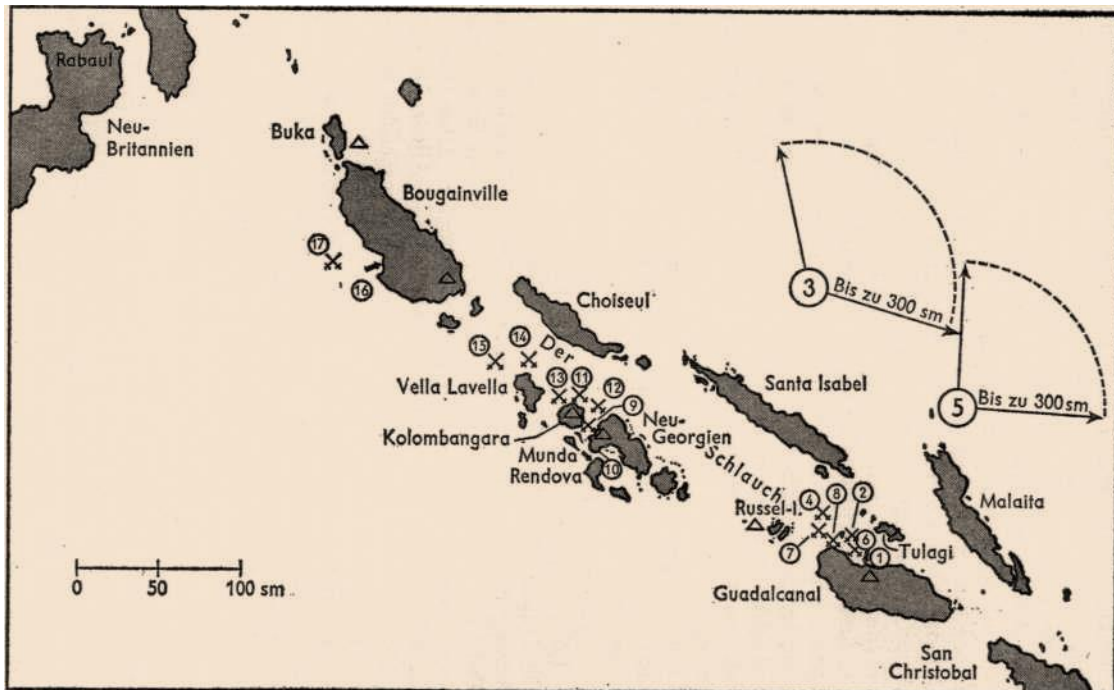 Rabaul
Neu-
Britannien
Buka
Bougainville
17
16
3
Bis zu 300 sm
Choiseul
15
14
Der
Vella Lavella
13
11
12
9
Santa Isabel
5
Bis zu 300 sm
Kolombangara
Neu-
Georgien
Munda
Rendova
10
Schlauch
4
8
2
Russel-I.
Malaita
7
6
1
Tulagi
0
50
100 sm
Guadalcanal
San
Christobal